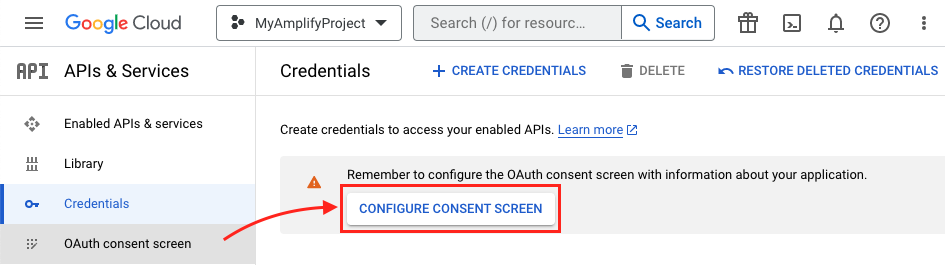 Google Cloud
MyAmplifyProject
Search (/) for resourc...
Search
API
APIs & Services
Credentials
CREATE CREDENTIALS
DELETE
RESTORE DELETED CREDENTIALS
Enabled APIs & services
Library
Credentials
OAuth consent screen
Create credentials to access your enabled APIs. Learn more
Remember to configure the OAuth consent screen with information about your application.
CONFIGURE CONSENT SCREEN